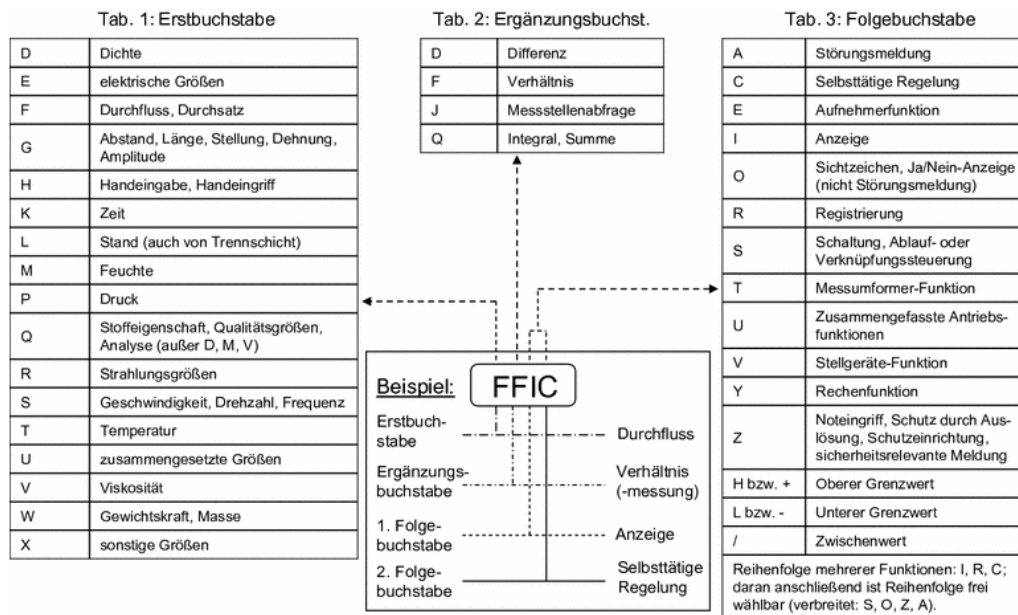 Tab. 1: Erstbuchstabe
D Dichte
E elektrische Größen
F Durchfluss, Durchsatz
G Abstand, Länge, Stellung, Dehnung,
Amplitude
H Handeingabe, Handeingriff
K Zeit
L Stand (auch von Trennschicht)
M Feuchte
P Druck
Q Stoffeigenschaft, Qualitätsgrößen,
Analyse (außer D, M, V)
R Strahlungsgrößen
S Geschwindigkeit, Drehzahl, Frequenz
T Temperatur
U zusammengesetzte Größen
V Viskosität
W Gewichtskraft, Masse
X sonstige Größen
Tab. 2: Ergänzungsbuchst.
D Differenz
F Verhältnis
J Messstellenabfrage
Q Integral, Summe
Beispiel:
FFIC
Erstbuch-
stabe
Durchfluss
Ergänzungs-
buchstabe
Verhältnis
(-messung)
1. Folge-
buchstabe
Anzeige
2. Folge-
buchstabe
Selbsttätige
Regelung
Tab. 3: Folgebuchstabe
A Störungsmeldung
C Selbsttätige Regelung
E Aufnehmerfunktion
I Anzeige
O Sichtzeichen, Ja/Nein-Anzeige
(nicht Störungsmeldung)
R Registrierung
S Schaltung, Ablauf- oder
Verknüpfungssteuerung
T Messumformer-Funktion
U Zusammengefasste Antriebs-
funktionen
V Stellgeräte-Funktion
Y Rechenfunktion
Z Noteingriff, Schutz durch Aus-
lösung, Schutzeinrichtung,
sicherheitsrelevante Meldung
H bzw. + Oberer Grenzwert
L bzw. - Unterer Grenzwert
/ Zwischenwert
Reihenfolge mehrerer Funktionen: I, R, C;
daran anschließend ist Reihenfolge frei
wählbar (verbreitet: S, O, Z, A).